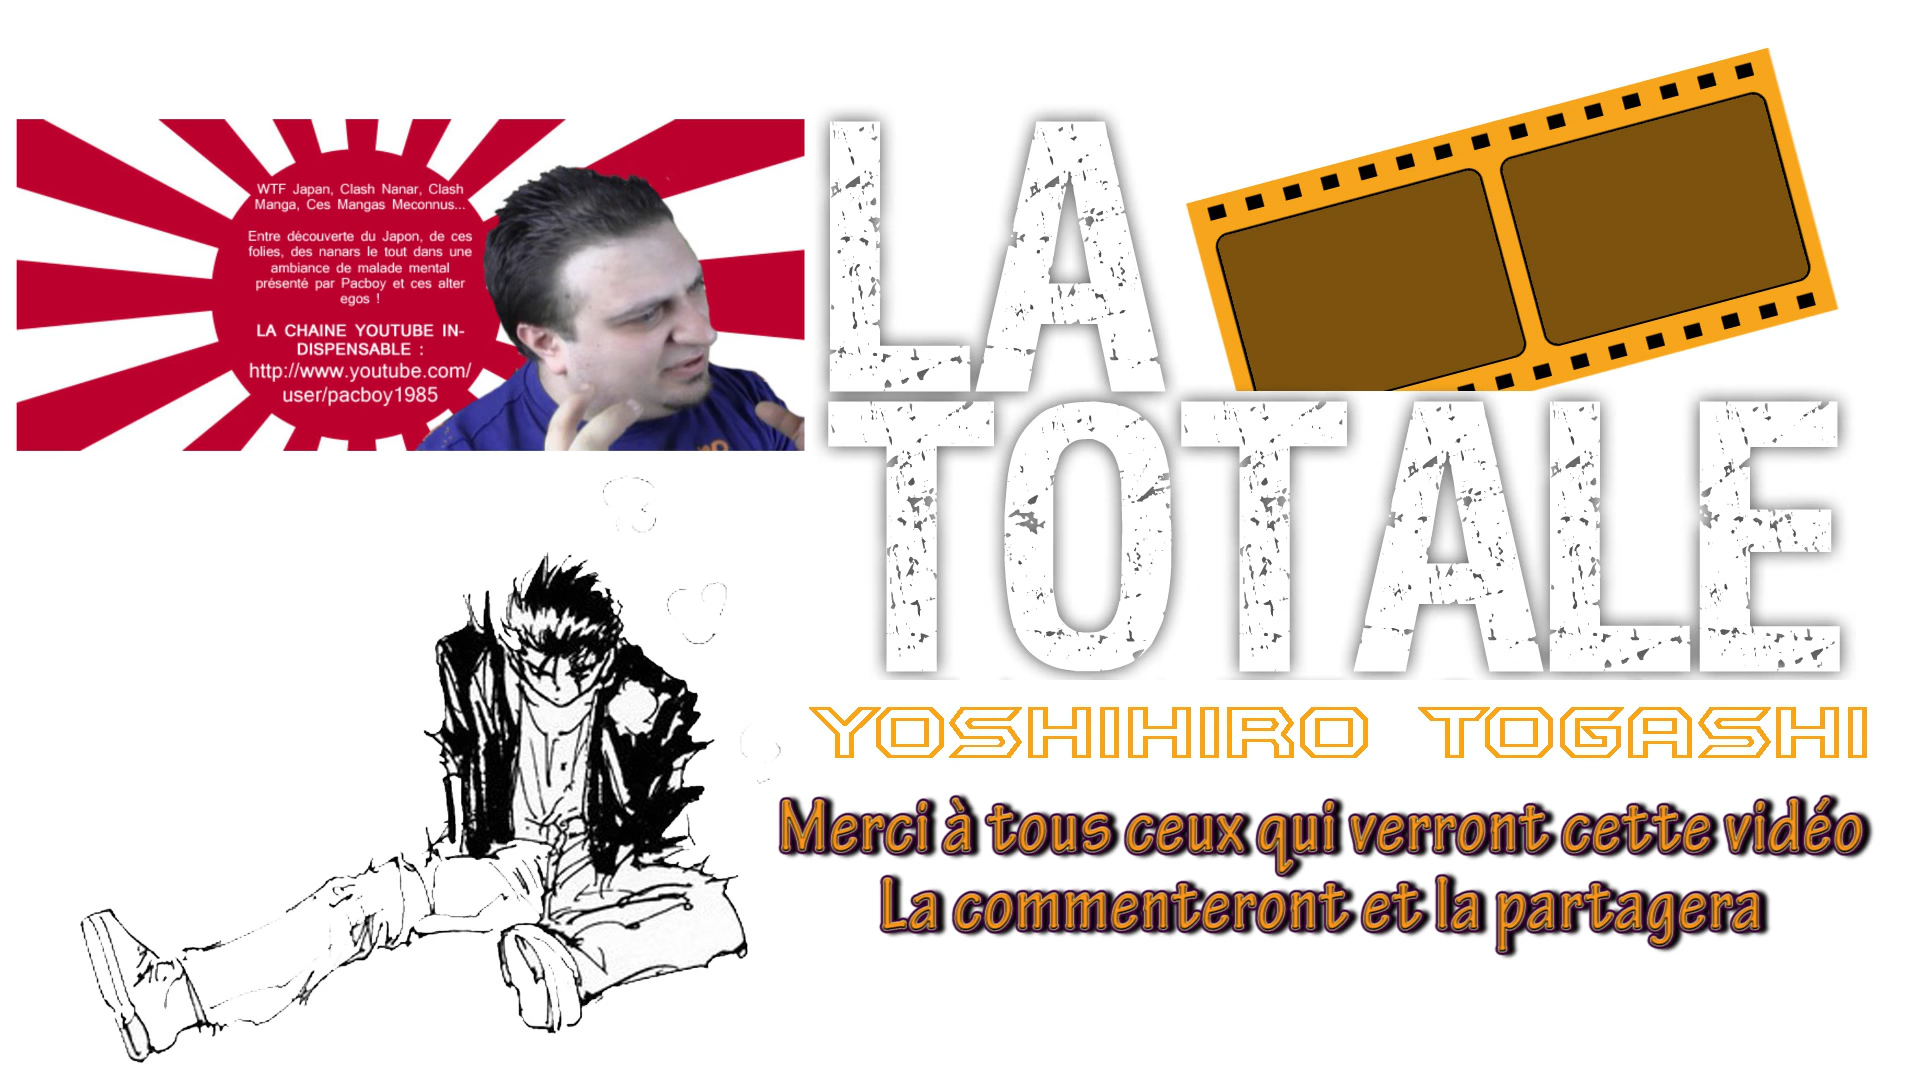 WTF Japan, Clash Nanar, Clash
Manga, Ces Mangas Meconnus...
Entre découverte du Japon, de ces
folies, des nanars le tout dans une
ambiance de malade mental
présenté par Pacboy et ces alter
egos !
LA CHAINE YOUTUBE IN-
DISPENSABLE :
http://www.youtube.com/
user/pacboy1985
LA
TOTALE
YOSHIHIRO TOGASHI
Merci à tous ceux qui verront cette vidéo
La commenteront et la partagera